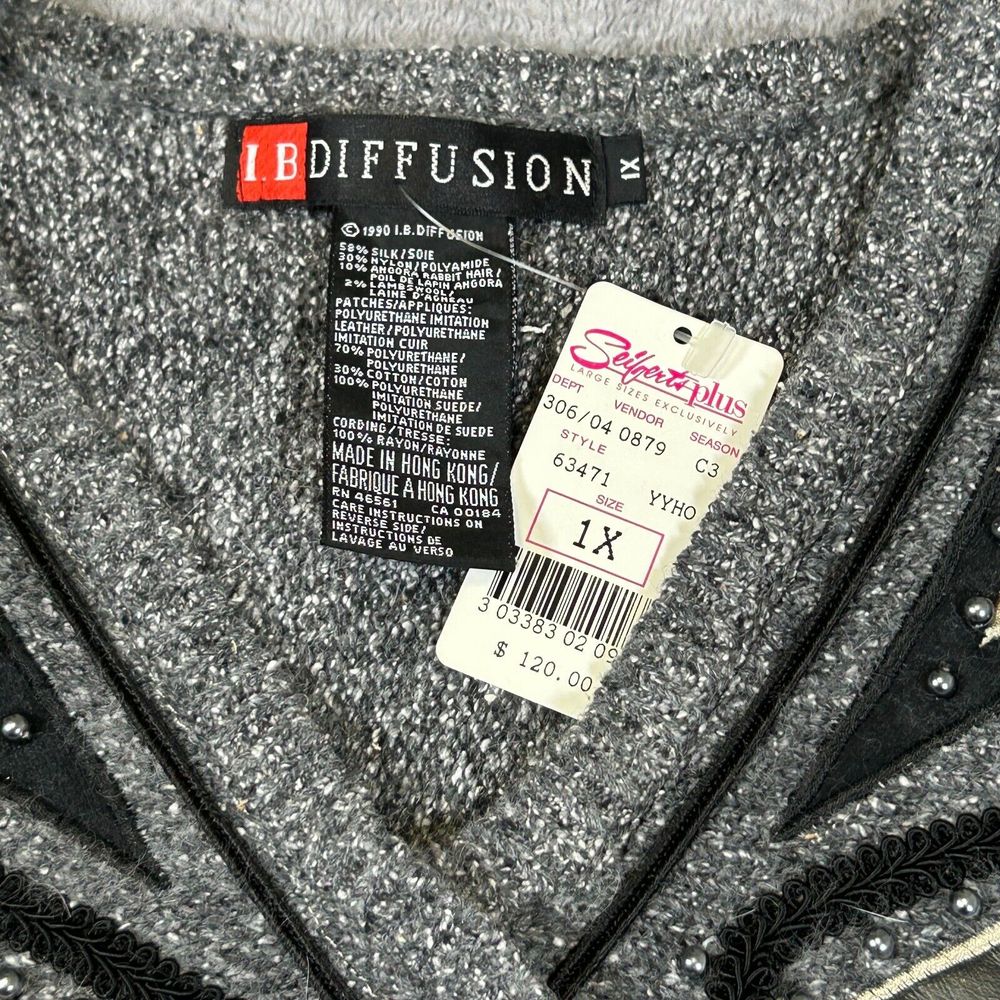 I.B DIFFUSION
1X
© 1990 I.B. DIFFUSION
58% SILK/SOIE
30% NYLON/POLYAMIDE
10% ANGORA RABBIT HAIR/
POIL DE LAPIN ANGORA
2% LAMBSWOOL/
LAINE D'AGNEAU
PATCHES/APPLIQUES:
POLYURETHANE IMITATION
LEATHER/POLYURETHANE
IMITATION CUIR
70% POLYURETHANE/
POLYURETHANE
30% COTTON/COTON
100% POLYURETHANE
IMITATION SUEDE/
POLYURETHANE
IMITATION DE SUEDE
CORDING/TRESSE:
100% RAYON/RAYONNE
MADE IN HONG KONG/
FABRIQUE A HONG KONG
RN 46561 CA 00184
CARE INSTRUCTIONS ON
REVERSE SIDE/
INSTRUCTIONS DE
LAVAGE AU VERSO
Seiferts plus
LARGE SIZES EXCLUSIVELY
DEPT VENDOR SEASON
306/04 0879 C3
STYLE
63471 YYHO
SIZE
1X
3 03383 02 09
$ 120.00